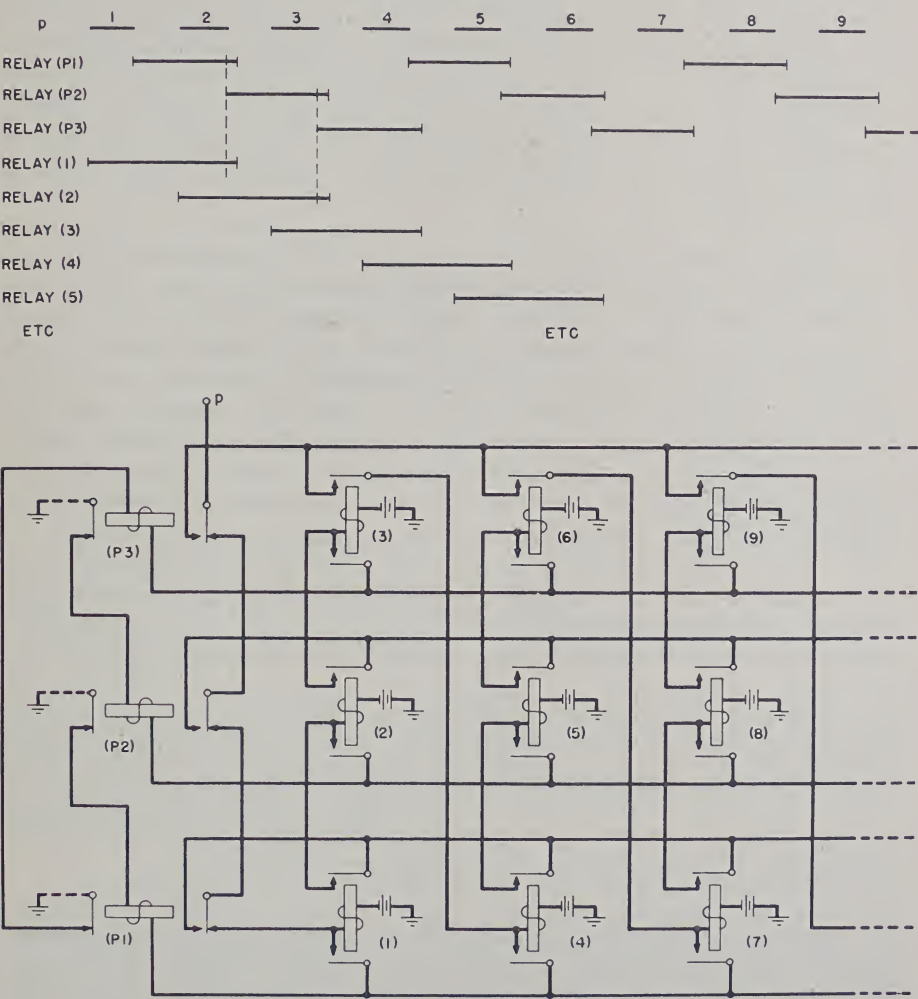 p 1 2 3 4 5 6 7 8 9
RELAY (P1)
RELAY (P2)
RELAY (P3)
RELAY (1)
RELAY (2)
RELAY (3)
RELAY (4)
RELAY (5)
ETC ETC
P
(P3) (3) (6) (9)
(P2) (2) (5) (8)
(P1) (1) (4) (7)